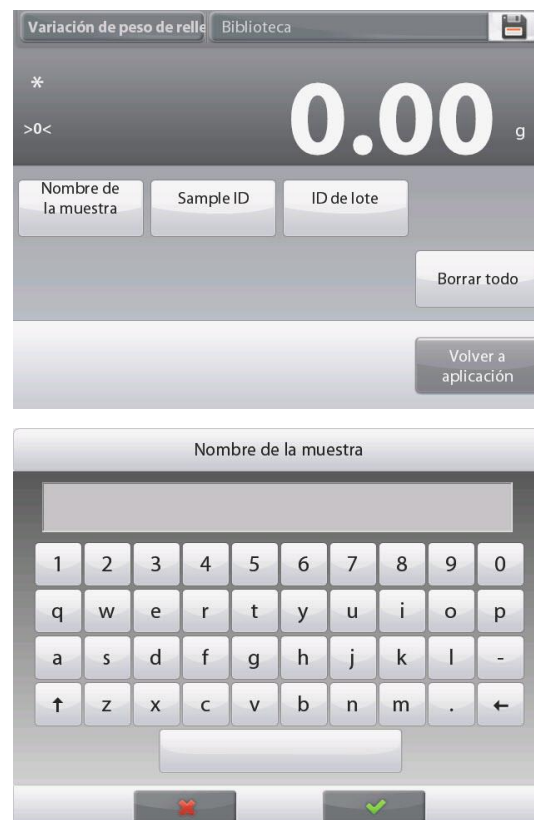 Variación de peso de relle Biblioteca
*
>0<
0.00 g
Nombre de
la muestra
Sample ID
ID de lote
Borrar todo
Volver a
aplicación
Nombre de la muestra
1 2 3 4 5 6 7 8 9 0
q w e r t y u i o p
a s d f g h j k l -
↑ z x c v b n m . ←